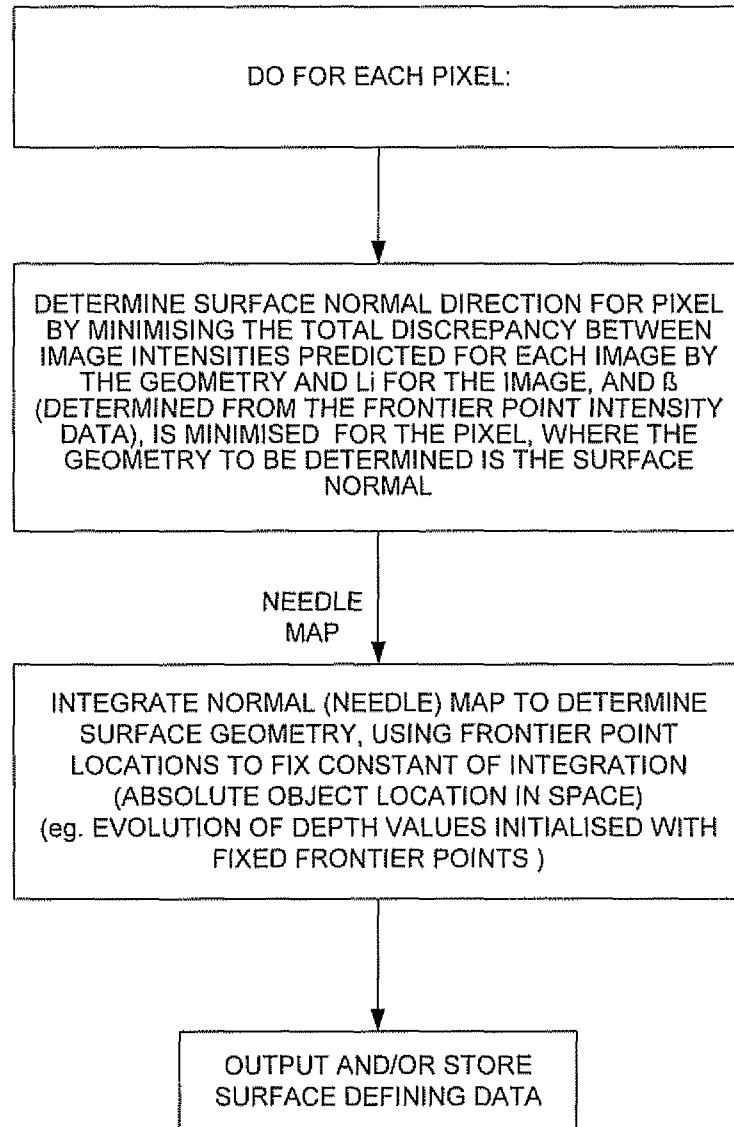 DO FOR EACH PIXEL:
DETERMINE SURFACE NORMAL DIRECTION FOR PIXEL
BY MINIMISING THE TOTAL DISCREPANCY BETWEEN
IMAGE INTENSITIES PREDICTED FOR EACH IMAGE BY
THE GEOMETRY AND Li FOR THE IMAGE, AND ß
(DETERMINED FROM THE FRONTIER POINT INTENSITY
DATA), IS MINIMISED FOR THE PIXEL, WHERE THE
GEOMETRY TO BE DETERMINED IS THE SURFACE
NORMAL
NEEDLE
MAP
INTEGRATE NORMAL (NEEDLE) MAP TO DETERMINE
SURFACE GEOMETRY, USING FRONTIER POINT
LOCATIONS TO FIX CONSTANT OF INTEGRATION
(ABSOLUTE OBJECT LOCATION IN SPACE)
(eg. EVOLUTION OF DEPTH VALUES INITIALISED WITH
FIXED FRONTIER POINTS )
OUTPUT AND/OR STORE
SURFACE DEFINING DATA